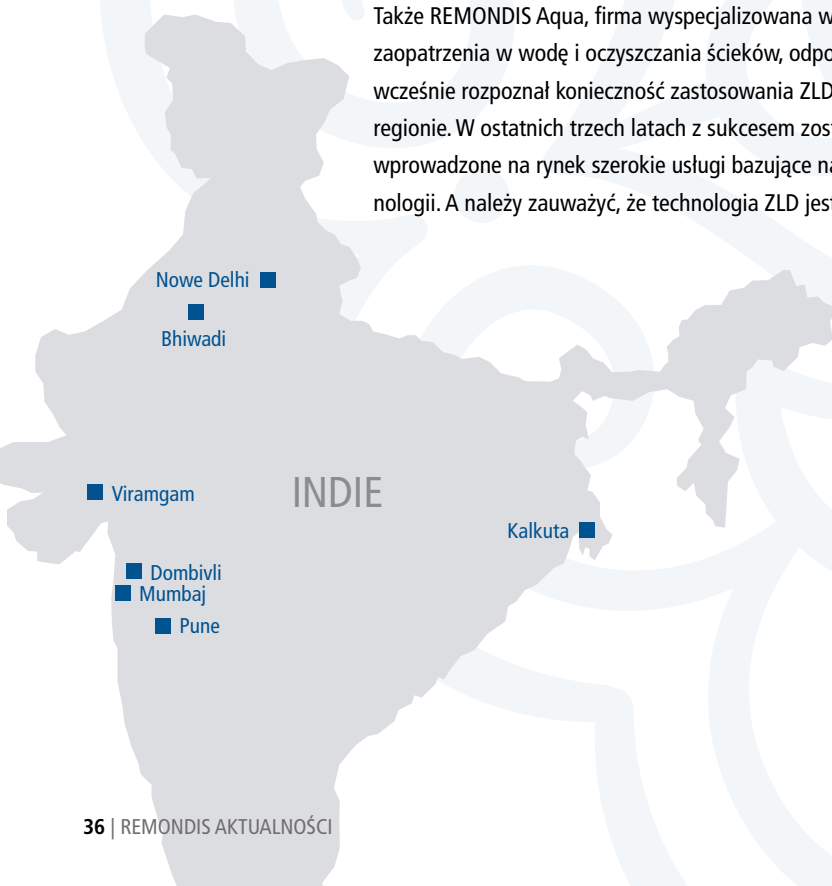 Także REMONDIS Aqua, firma wyspecjalizowana w
zaopatrzenia w wodę i oczyszczania ścieków, odpo
wcześnie rozpoznał konieczność zastosowania ZLD
regionie. W ostatnich trzech latach z sukcesem zost
wprowadzone na rynek szerokie usługi bazujące na
nologii. A należy zauważyć, że technologia ZLD jest
Nowe Delhi
Bhiwadi
Viramgam
INDIE
Kalkuta
Dombivli
Mumbaj
Pune
36 | REMONDIS AKTUALNOŚCI